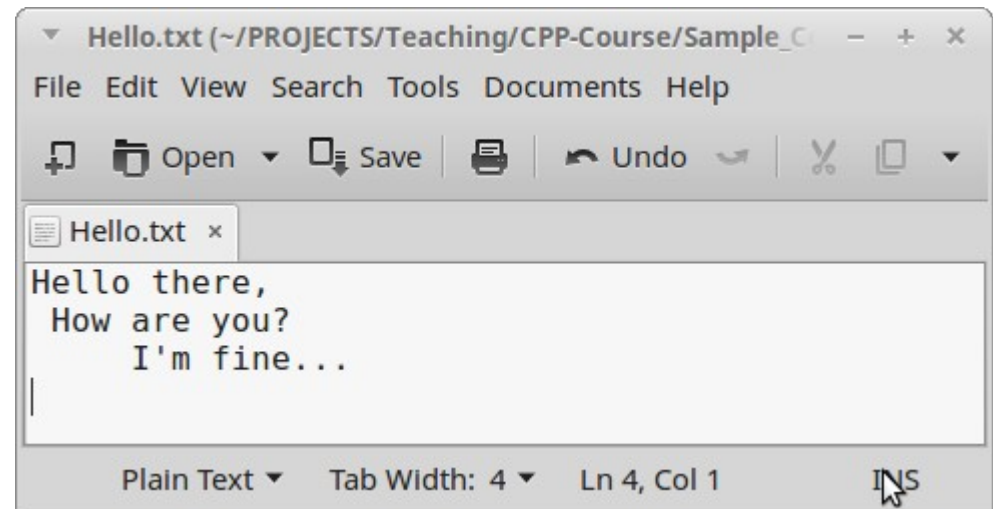 Hello.txt (~/PROJECTS/Teaching/CPP-Course/Sample_C
File Edit View Search Tools Documents Help
Open Save Undo
Hello.txt
Hello there,
 How are you?
     I'm fine...
Plain Text Tab Width: 4 Ln 4, Col 1 INS